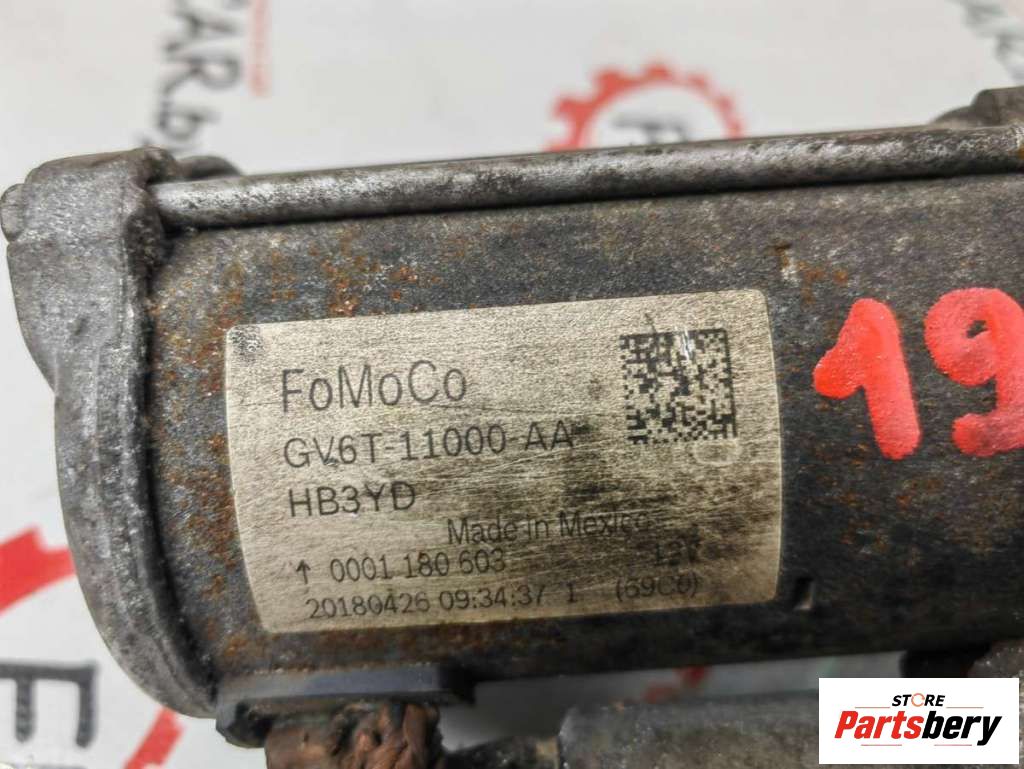 FoMoCo
GV6T-11000-AA
HB3YD
Made in Mexico
↑ 0001 180 603 12V
20180426 09:34:37 1 (69C0)
19
STORE
Partsbery